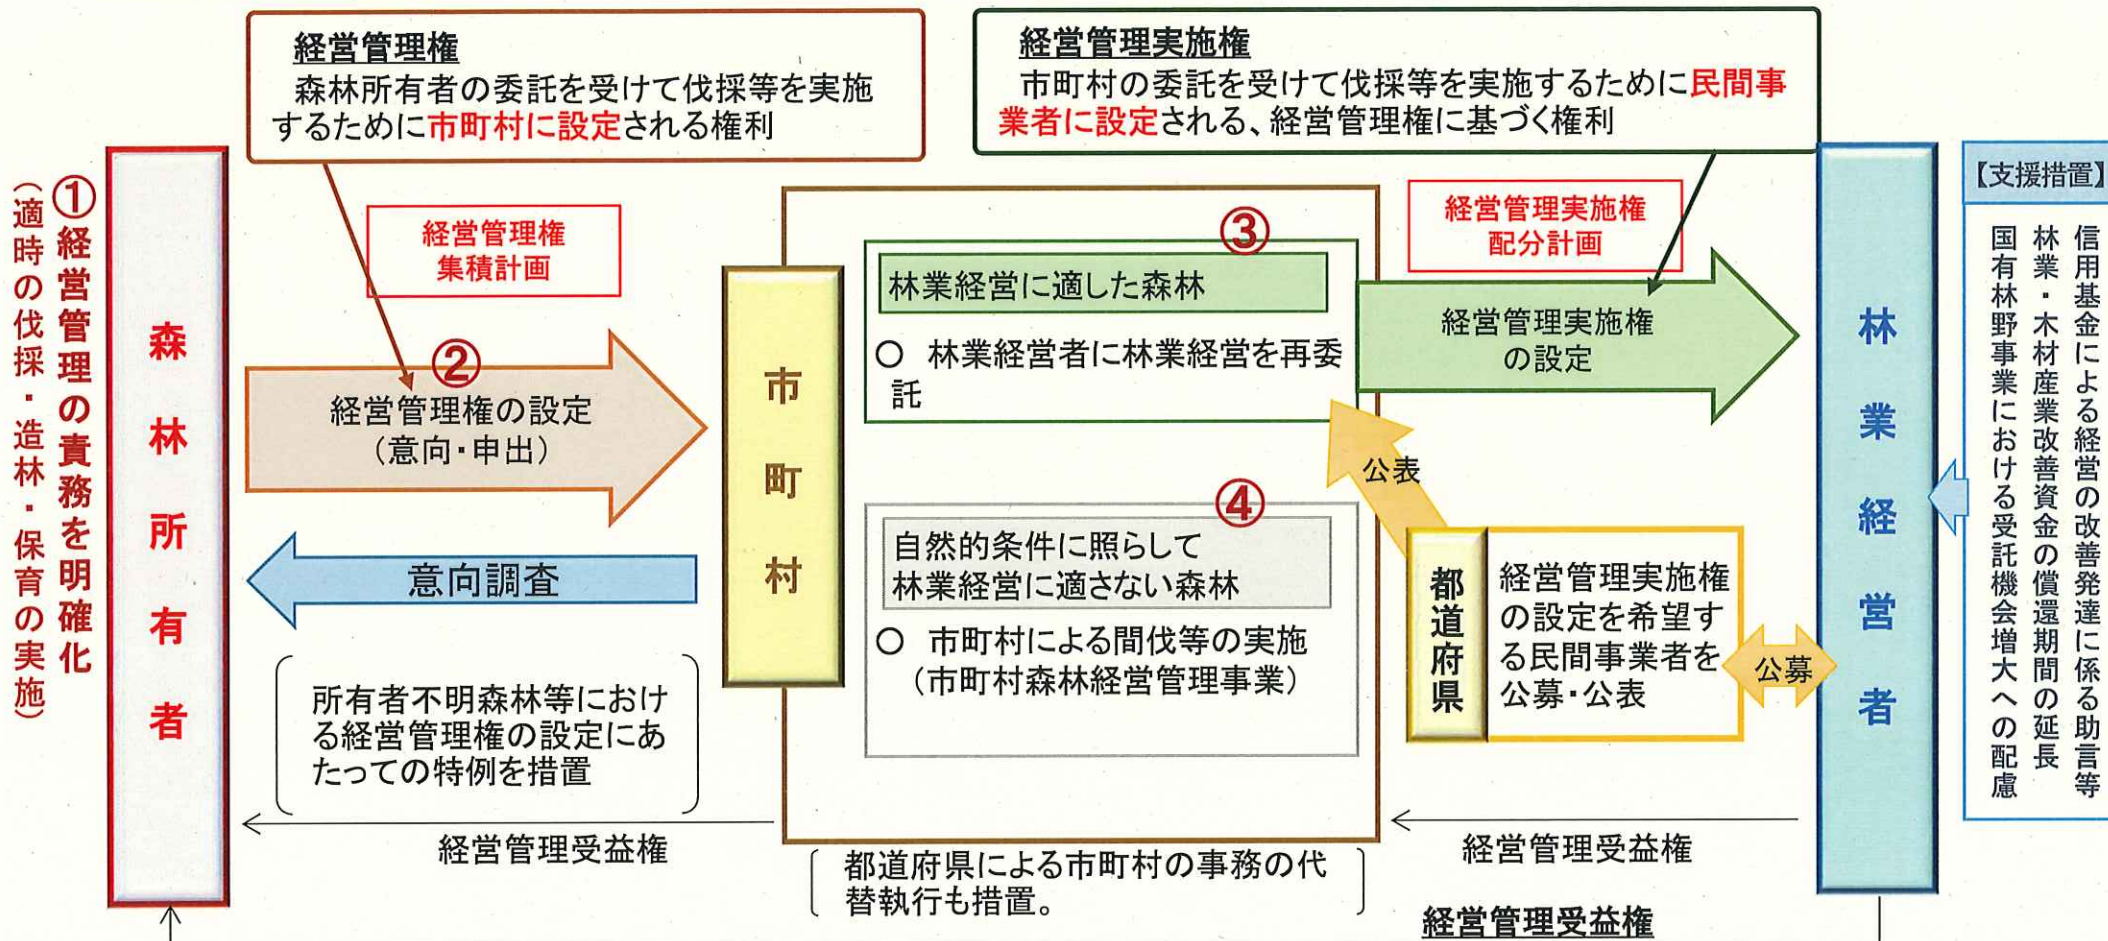 経営管理権
森林所有者の委託を受けて伐採等を実施
するために市町村に設定される権利
経営管理実施権
市町村の委託を受けて伐採等を実施するために民間事
業者に設定される、経営管理権に基づく権利
①経営管理の責務を明確化
（適時の伐採・造林・保育の実施）
森林所有者
経営管理権
集積計画
②
経営管理権の設定
（意向・申出）
意向調査
所有者不明森林等におけ
る経営管理権の設定にあ
たっての特例を措置
経営管理受益権
市町村
③
林業経営に適した森林
○ 林業経営者に林業経営を再委
託
④
自然的条件に照らして
林業経営に適さない森林
○ 市町村による間伐等の実施
（市町村森林経営管理事業）
都道府県による市町村の事務の代
替執行も措置。
経営管理実施権
配分計画
経営管理実施権
の設定
公表
都道府県
経営管理実施権
の設定を希望す
る民間事業者を
公募・公表
公募
経営管理受益権
経営管理受益権
林業経営者
【支援措置】
信用基金による経営の改善発達に係る助言等
林業・木材産業改善資金の償還期間の延長
国有林野事業における受託機会増大への配慮